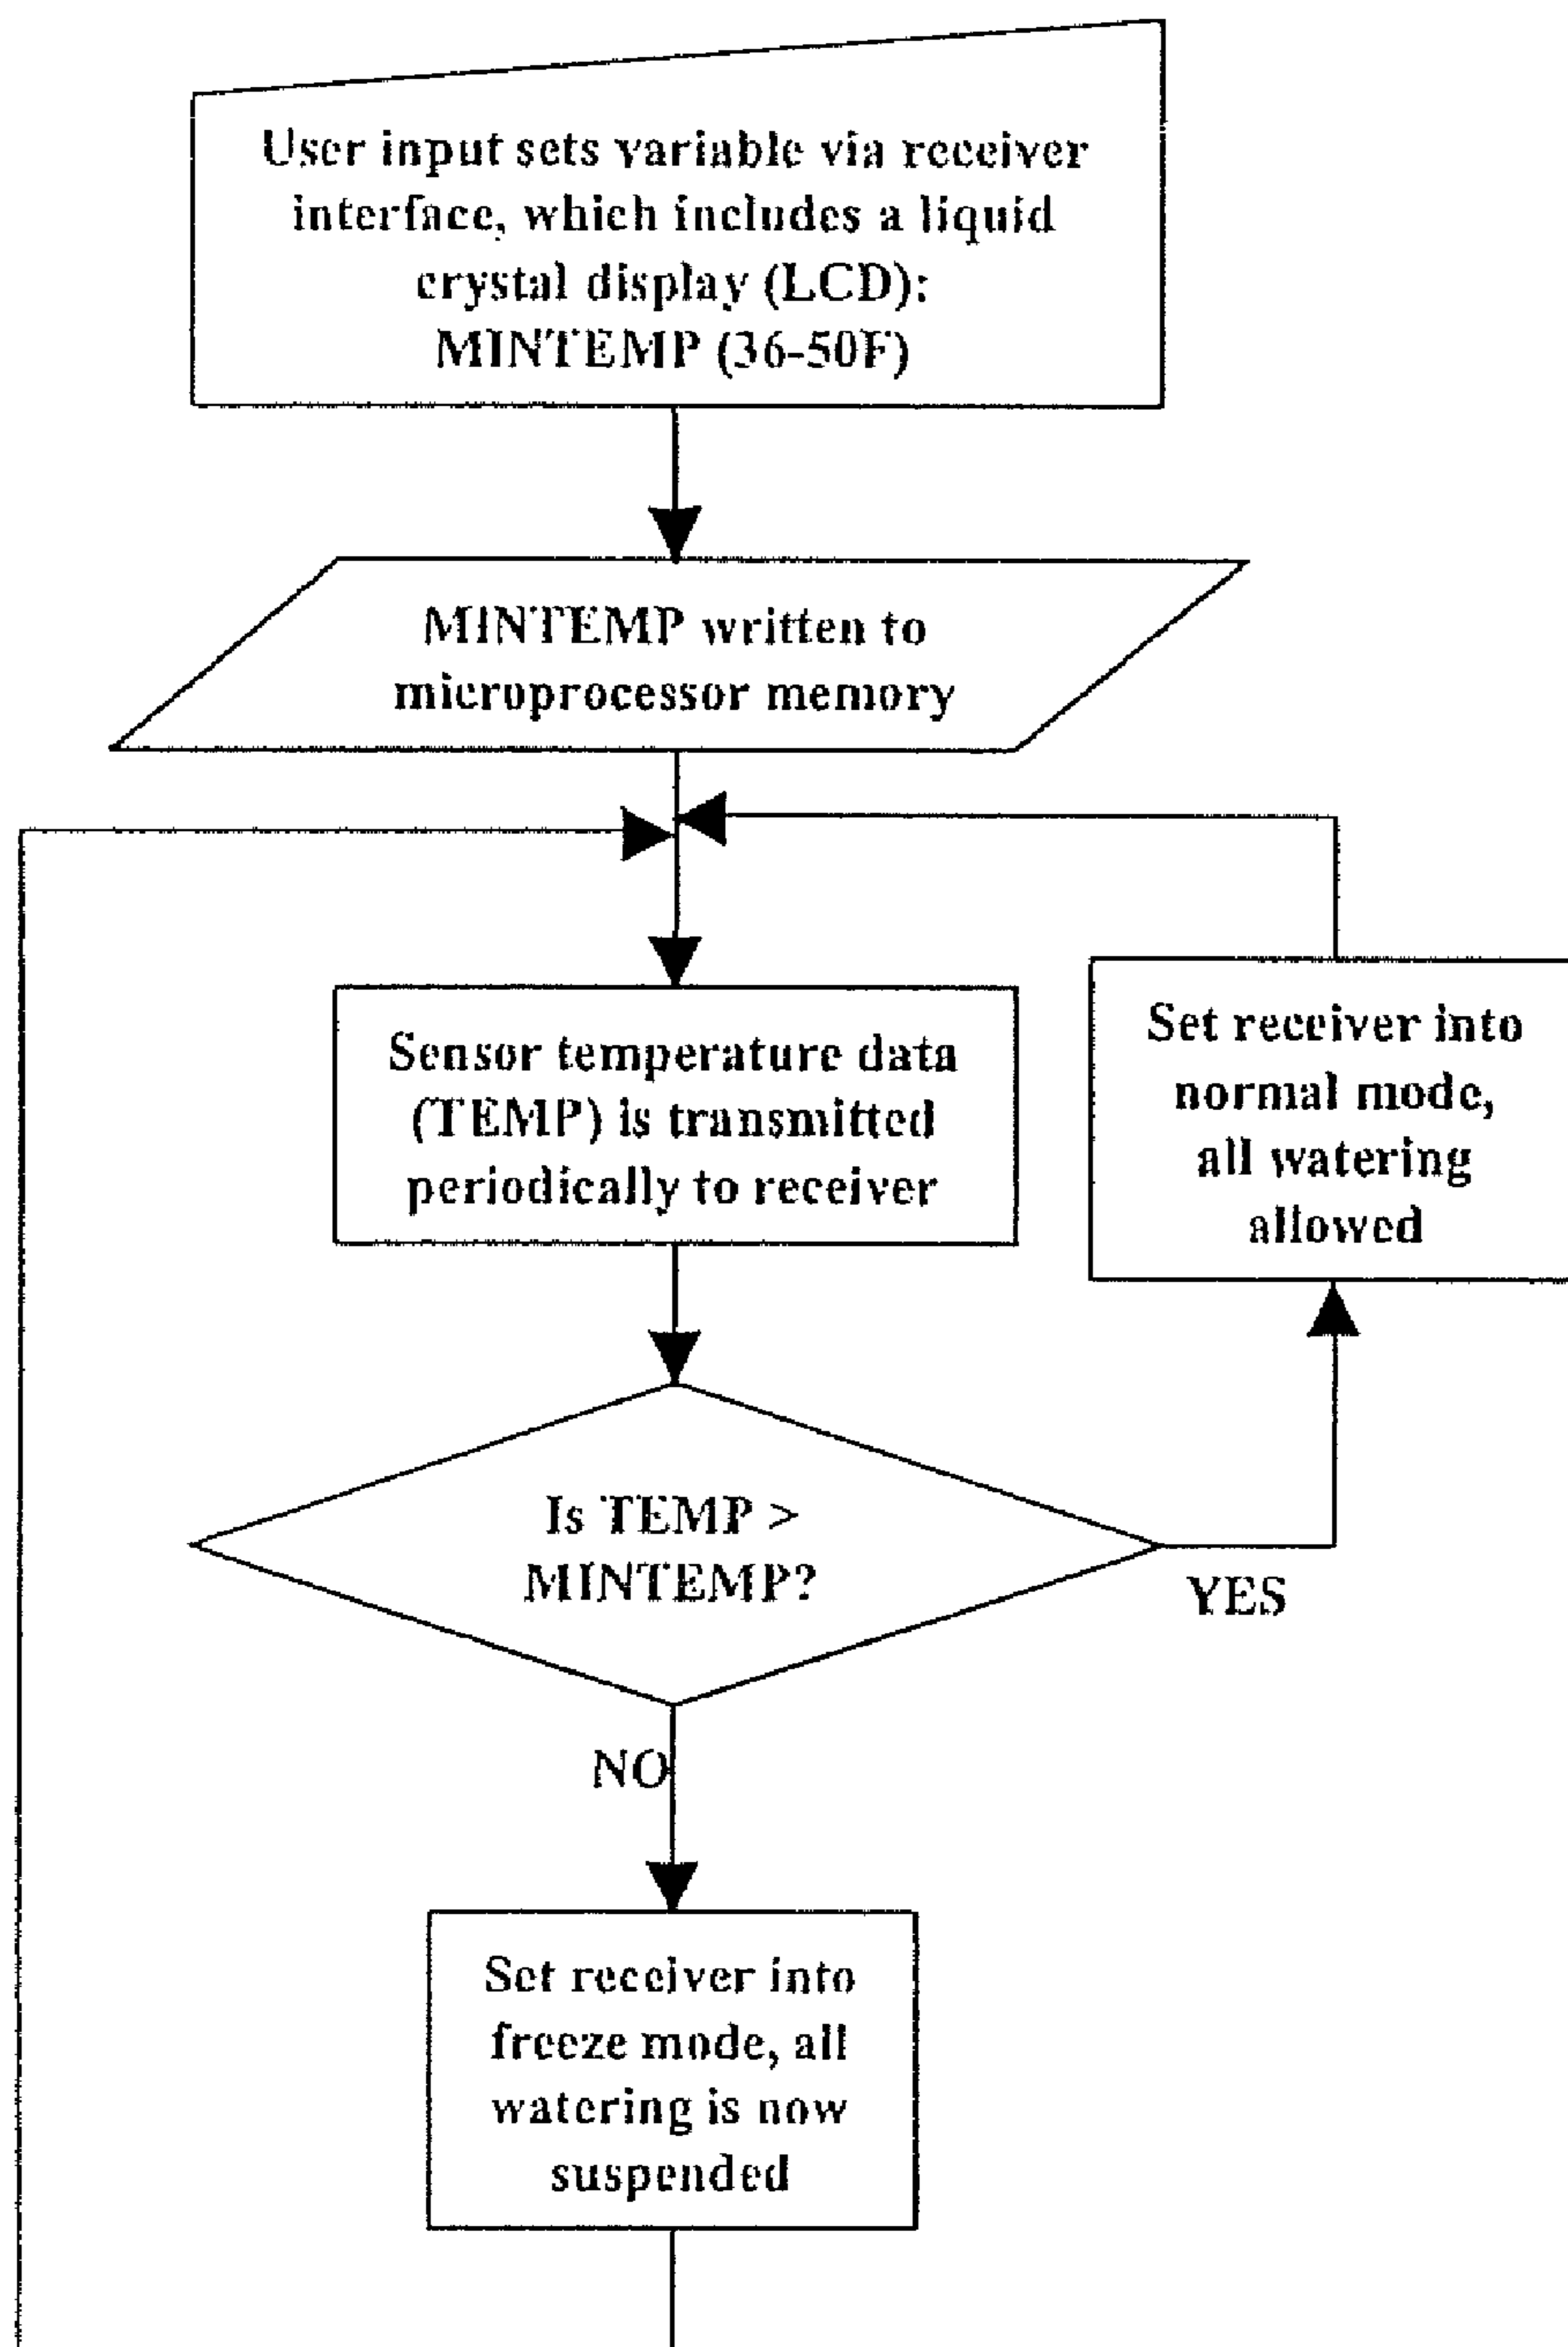 User input sets variable via receiver
interface, which includes a liquid
crystal display (LCD):
MINTEMP (36-50F)
MINTEMP written to
microprocessor memory
Sensor temperature data
(TEMP) is transmitted
periodically to receiver
Set receiver into
normal mode,
all watering
allowed
Is TEMP >
MINTEMP?
YES
NO
Set receiver into
freeze mode, all
watering is now
suspended